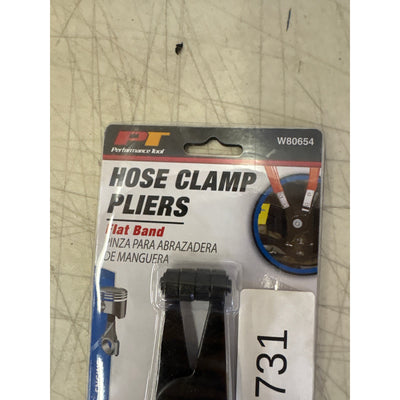 PT
Performance Tool
W80654
HOSE CLAMP
PLIERS
Flat Band
PINZA PARA ABRAZADERA
DE MANGUERA
731